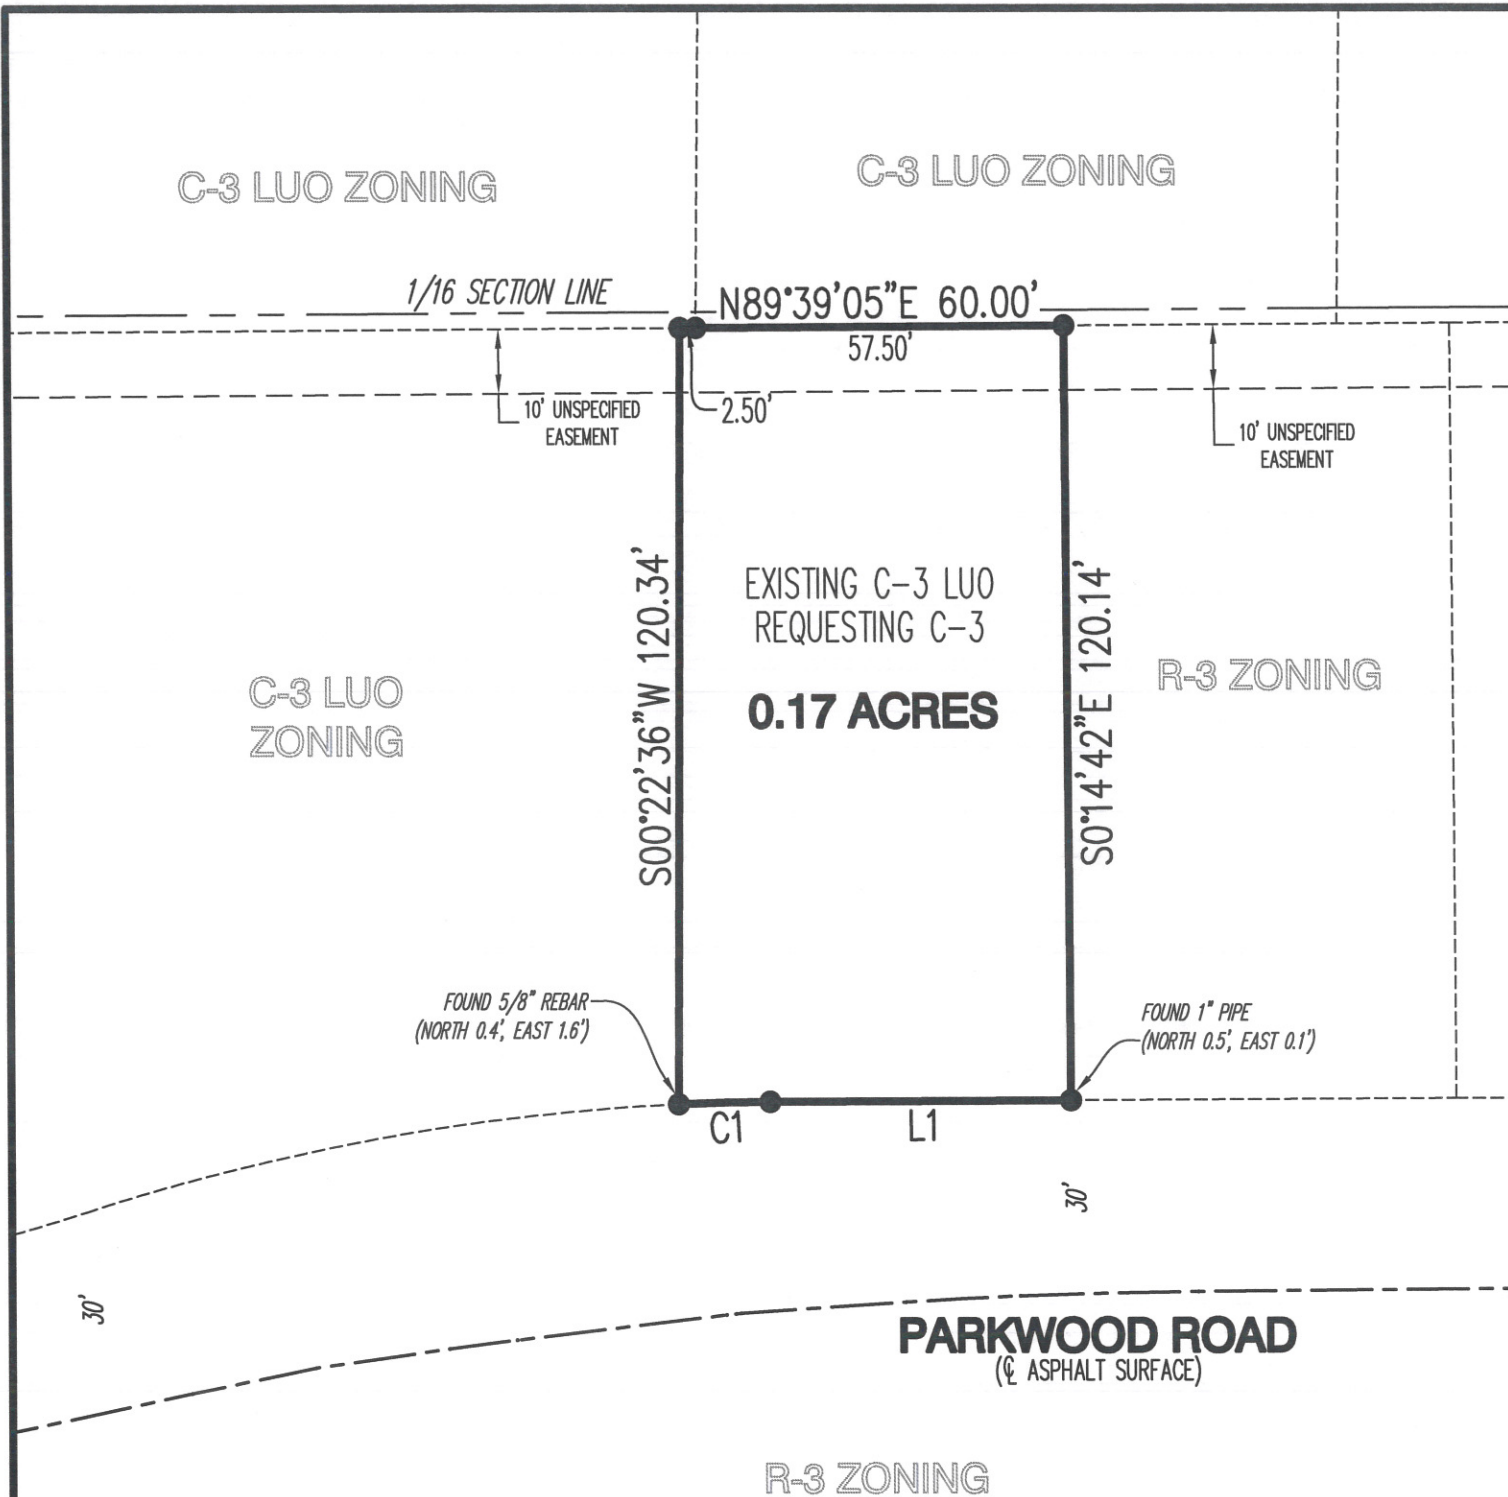 C-3 LUO ZONING
C-3 LUO ZONING
1/16 SECTION LINE
N89°39'05"E 60.00'
57.50'
2.50'
10' UNSPECIFIED
EASEMENT
10' UNSPECIFIED
EASEMENT
S00°22'36"W 120.34'
EXISTING C-3 LUO
REQUESTING C-3
0.17 ACRES
S0°14'42"E 120.14'
C-3 LUO
ZONING
R-3 ZONING
FOUND 5/8" REBAR
(NORTH 0.4', EAST 1.6')
FOUND 1" PIPE
(NORTH 0.5', EAST 0.1')
C1
L1
30'
30'
PARKWOOD ROAD
(℄ ASPHALT SURFACE)
R-3 ZONING